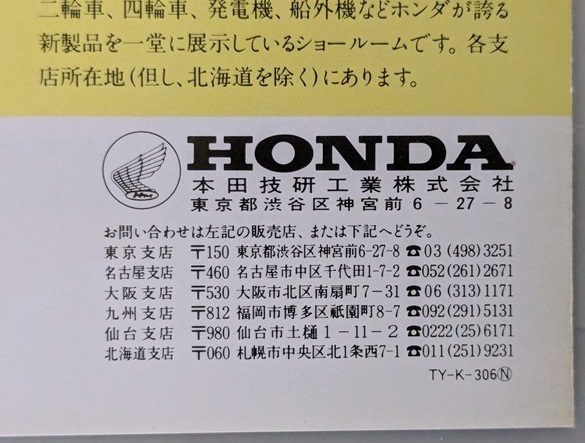 二輪車、四輪車、発電機、船外機などホンダが誇る
新製品を一堂に展示しているショールームです。各支
店所在地(但し、北海道を除く)にあります。
HONDA
本田技研工業株式会社
東京都渋谷区神宮前6-27-8
お問い合わせは左記の販売店、または下記へどうぞ。
東京支店 〒150 東京都渋谷区神宮前6-27-8 ☎03(498)3251
名古屋支店 〒460 名古屋市中区千代田1-7-2 ☎052(261)2671
大阪支店 〒530 大阪市北区南扇町7-31 ☎06(313)1171
九州支店 〒812 福岡市博多区祇園町8-7 ☎092(291)5131
仙台支店 〒980 仙台市土樋1-11-2 ☎0222(25)6171
北海道支店 〒060 札幌市中央区北1条西7-1 ☎011(251)9231
TY-K-306Ⓝ